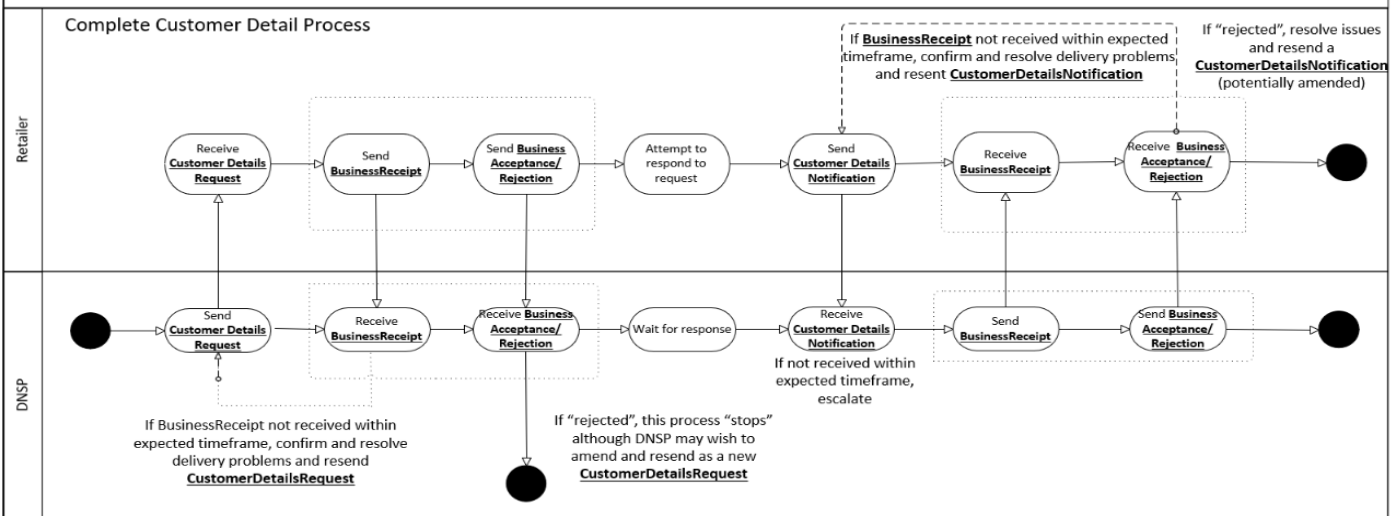 Complete Customer Detail Process
Retailer
If BusinessReceipt not received within expected
timeframe, confirm and resolve delivery problems
and resent CustomerDetailsNotification
If “rejected”, resolve issues
and resend a
CustomerDetailsNotification
(potentially amended)
Receive
Customer Details
Request
Send
BusinessReceipt
Send Business
Acceptance/
Rejection
Attempt to
respond to
request
Send
Customer Details
Notification
Receive
BusinessReceipt
Receive Business
Acceptance/
Rejection
DNSP
Send
Customer Details
Request
Receive
BusinessReceipt
Receive Business
Acceptance/
Rejection
Wait for response
Receive
Customer Details
Notification
Send
BusinessReceipt
Send Business
Acceptance/
Rejection
If not received within
expected timeframe,
escalate
If BusinessReceipt not received within
expected timeframe, confirm and resolve
delivery problems and resend
CustomerDetailsRequest
If “rejected”, this process “stops”
although DNSP may wish to
amend and resend as a new
CustomerDetailsRequest